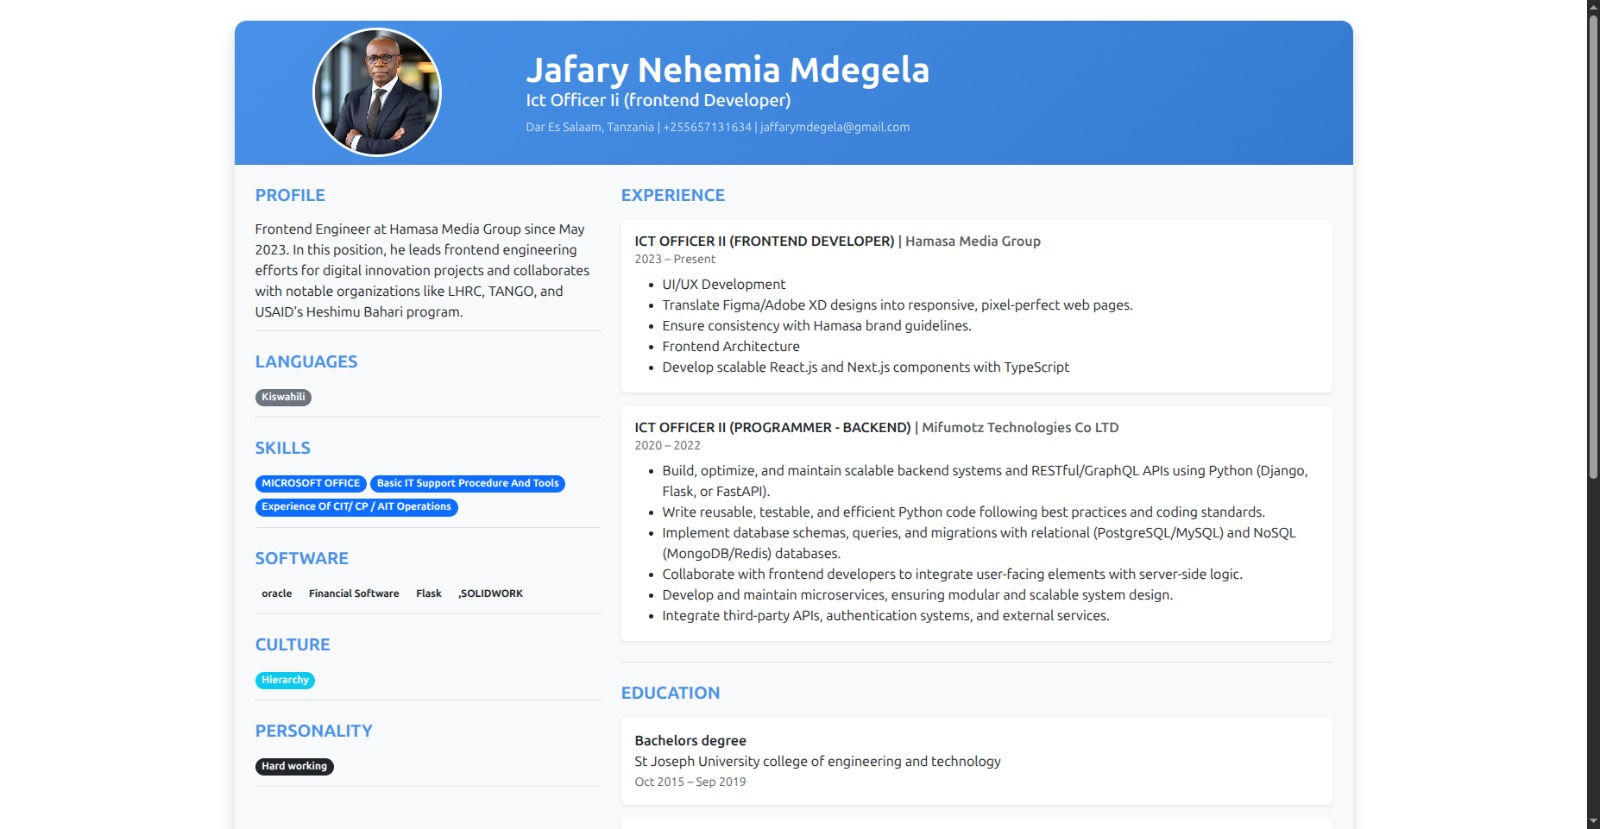 Jafary Nehemia Mdegela
Ict Officer Ii (frontend Developer)
Dar Es Salaam, Tanzania | +255657131634 | jaffarymdegela@gmail.com
PROFILE
Frontend Engineer at Hamasa Media Group since May
2023. In this position, he leads frontend engineering
efforts for digital innovation projects and collaborates
with notable organizations like LHRC, TANGO, and
USAID’s Heshimu Bahari program.
LANGUAGES
Kiswahili
SKILLS
MICROSOFT OFFICE Basic IT Support Procedure And Tools
Experience Of CIT/ CP / AIT Operations
SOFTWARE
oracle Financial Software Flask ,SOLIDWORK
CULTURE
Hierarchy
PERSONALITY
Hard working
EXPERIENCE
ICT OFFICER II (FRONTEND DEVELOPER) | Hamasa Media Group
2023 – Present
• UI/UX Development
• Translate Figma/Adobe XD designs into responsive, pixel-perfect web pages.
• Ensure consistency with Hamasa brand guidelines.
• Frontend Architecture
• Develop scalable React.js and Next.js components with TypeScript
ICT OFFICER II (PROGRAMMER - BACKEND) | Mifumotz Technologies Co LTD
2020 – 2022
• Build, optimize, and maintain scalable backend systems and RESTful/GraphQL APIs using Python (Django,
Flask, or FastAPI).
• Write reusable, testable, and efficient Python code following best practices and coding standards.
• Implement database schemas, queries, and migrations with relational (PostgreSQL/MySQL) and NoSQL
(MongoDB/Redis) databases.
• Collaborate with frontend developers to integrate user-facing elements with server-side logic.
• Develop and maintain microservices, ensuring modular and scalable system design.
• Integrate third-party APIs, authentication systems, and external services.
EDUCATION
Bachelors degree
St Joseph University college of engineering and technology
Oct 2015 – Sep 2019